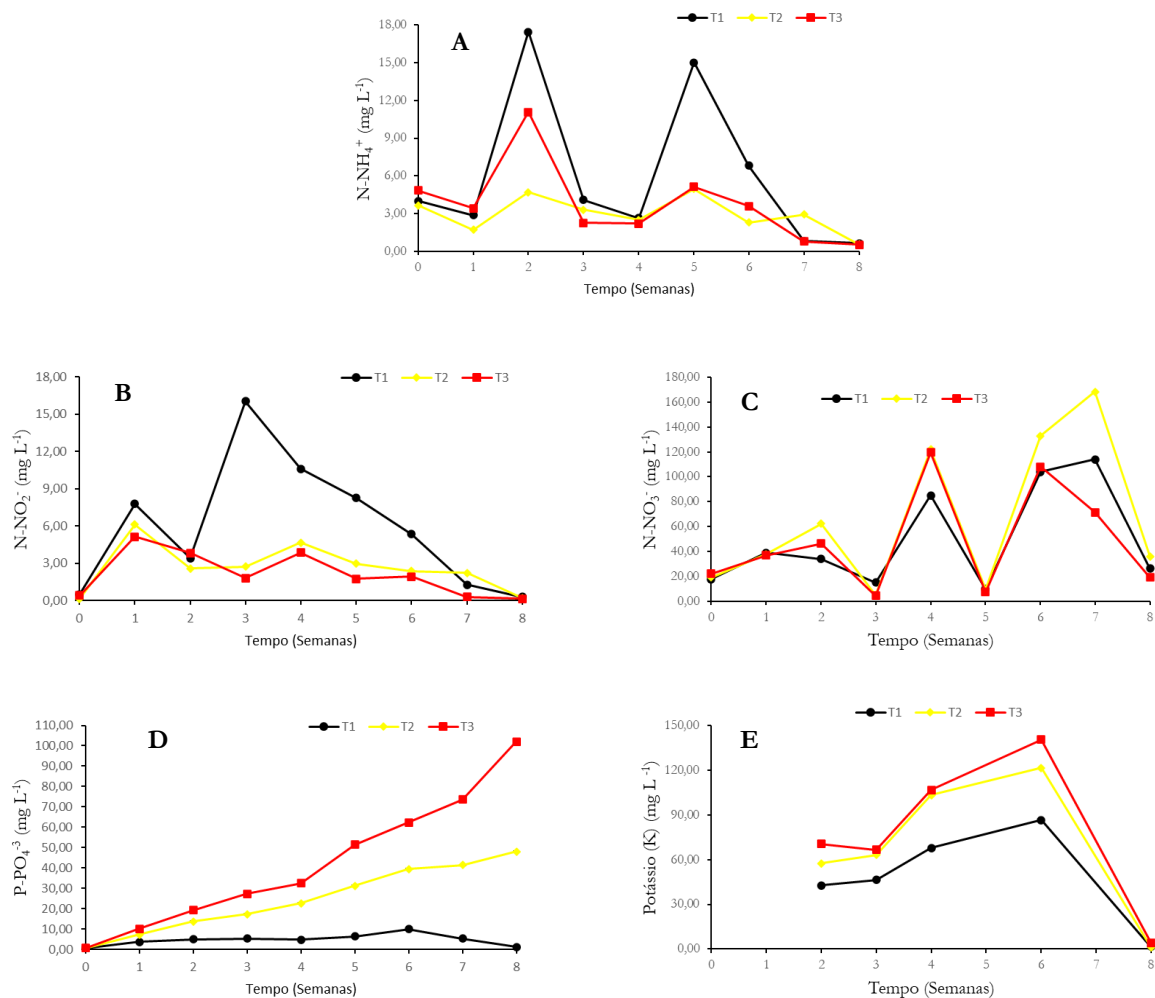 T1 T2 T3
A
N-NH₄⁺ (mg L⁻¹)
18,00
15,00
12,00
9,00
6,00
3,00
0,00
0 1 2 3 4 5 6 7 8
Tempo (Semanas)
T1 T2 T3
B
N-NO₂⁻ (mg L⁻¹)
18,00
15,00
12,00
9,00
6,00
3,00
0,00
0 1 2 3 4 5 6 7 8
Tempo (Semanas)
T1 T2 T3
C
N-NO₃⁻ (mg L⁻¹)
180,00
160,00
140,00
120,00
100,00
80,00
60,00
40,00
20,00
0,00
0 1 2 3 4 5 6 7 8
Tempo (Semanas)
T1 T2 T3
D
P-PO₄⁻³ (mg L⁻¹)
110,00
100,00
90,00
80,00
70,00
60,00
50,00
40,00
30,00
20,00
10,00
0,00
0 1 2 3 4 5 6 7 8
Tempo (Semanas)
T1 T2 T3
E
Potássio (K) (mg L⁻¹)
150,00
120,00
90,00
60,00
30,00
0,00
0 1 2 3 4 5 6 7 8
Tempo (Semanas)